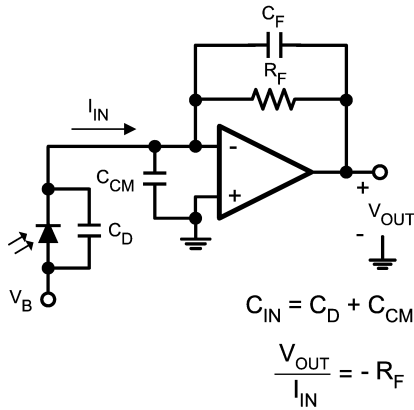 C_F
R_F
I_IN
C_CM
-
+
C_D
V_B
+
V_OUT
-
C_IN = C_D + C_CM
V_OUT
I_IN
= - R_F